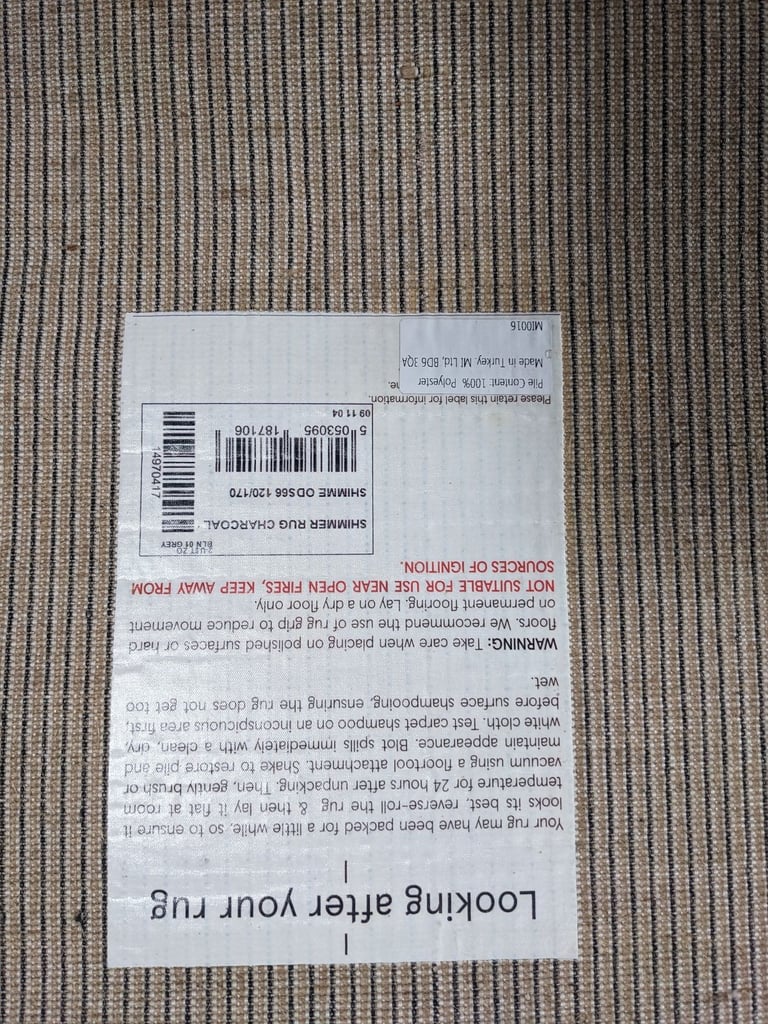 Looking after your rug
Your rug may have been packed for a little while, so to ensure it
looks its best, reverse-roll the rug & then lay it flat at room
temperature for 24 hours after unpacking. Then, gently brush or
vacuum using a floortool attachment. Shake to restore pile and
maintain appearance. Blot spills immediately with a clean, dry,
white cloth. Test carpet shampoo on an inconspicuous area first,
before surface shampooing, ensuring the rug does not get too
wet.
WARNING: Take care when placing on polished surfaces or hard
floors. We recommend the use of rug grip to reduce movement
on permanent flooring. Lay on a dry floor only.
NOT SUITABLE FOR USE NEAR OPEN FIRES, KEEP AWAY FROM
SOURCES OF IGNITION.
BLN 01 GREY
SHIMMER RUG CHARCOAL
SHIMME ODS66 120/170
5 053095 187106
09 11 04
14970417
Please retain this label for information.
Pile Content: 100% Polyester
Made in Turkey. MI Ltd, BD6 3QA
MI0016